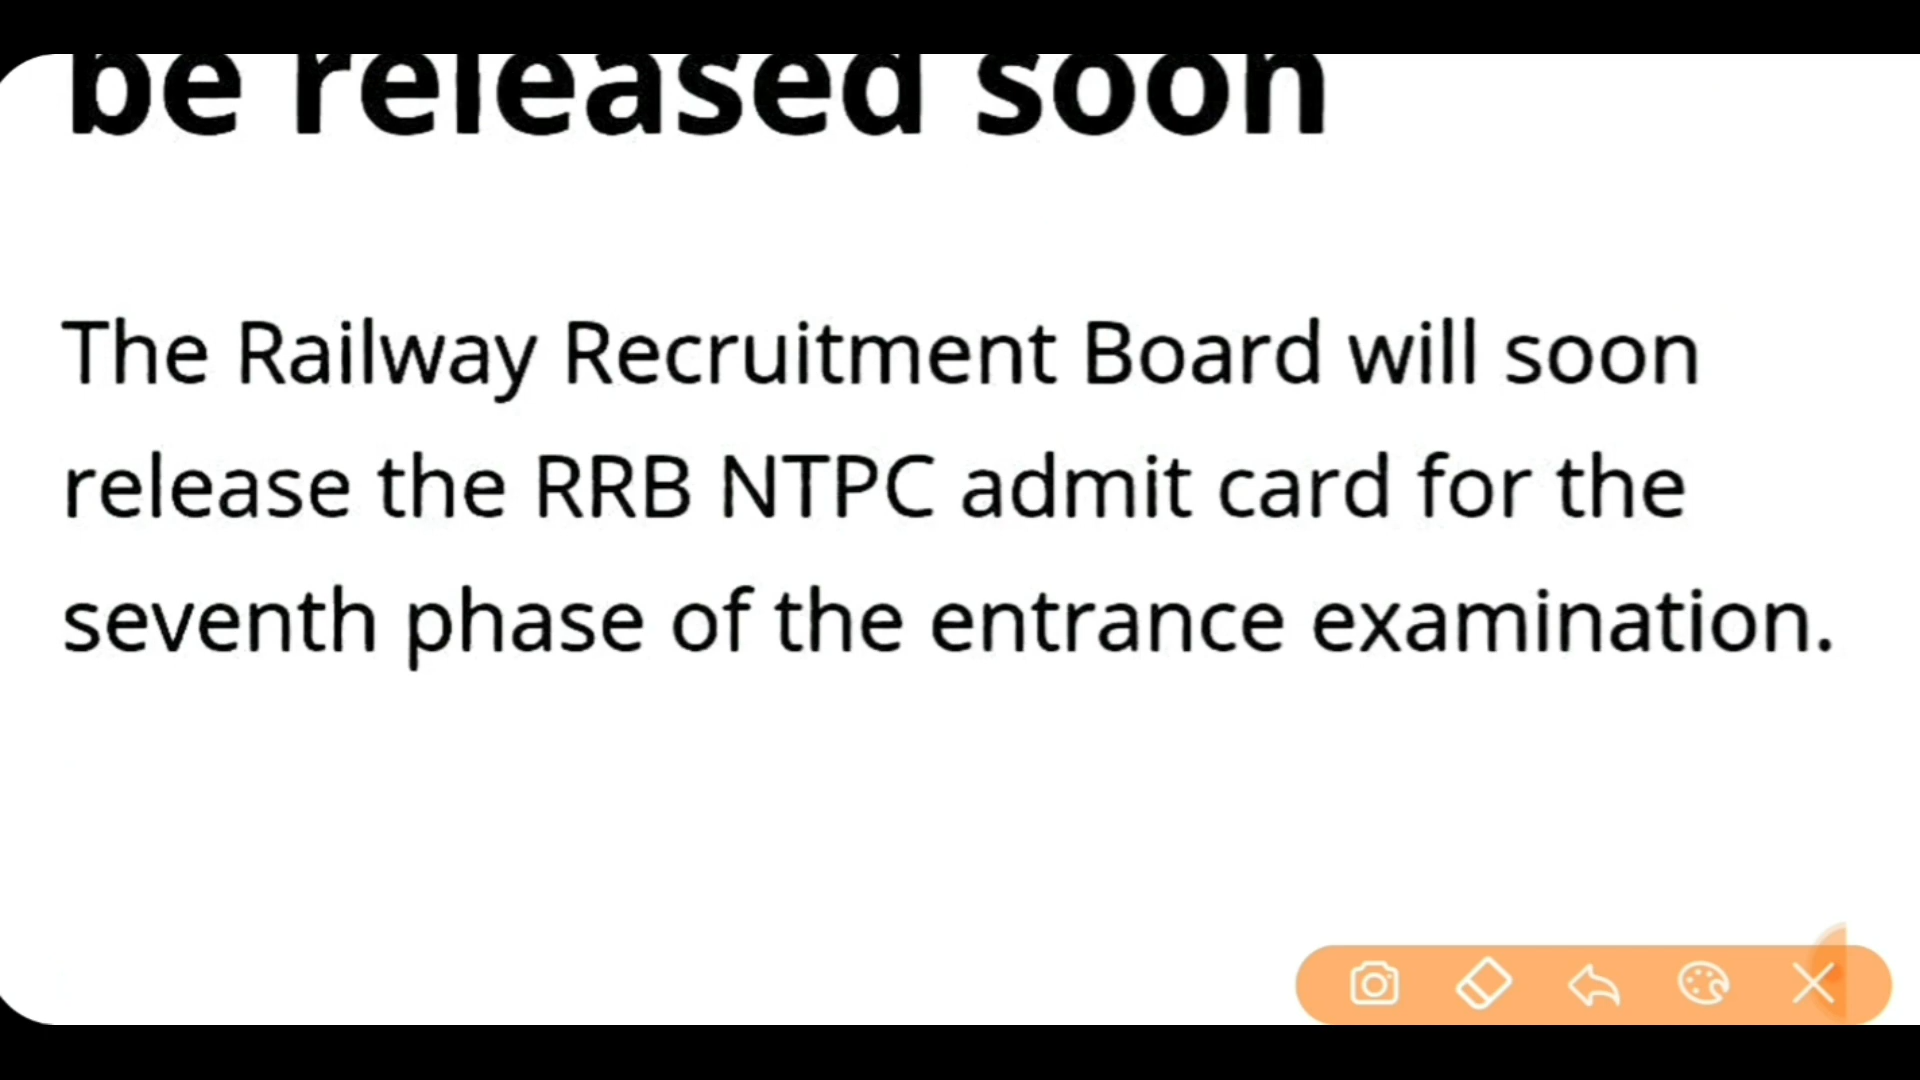 be released soon
The Railway Recruitment Board will soon
release the RRB NTPC admit card for the
seventh phase of the entrance examination.